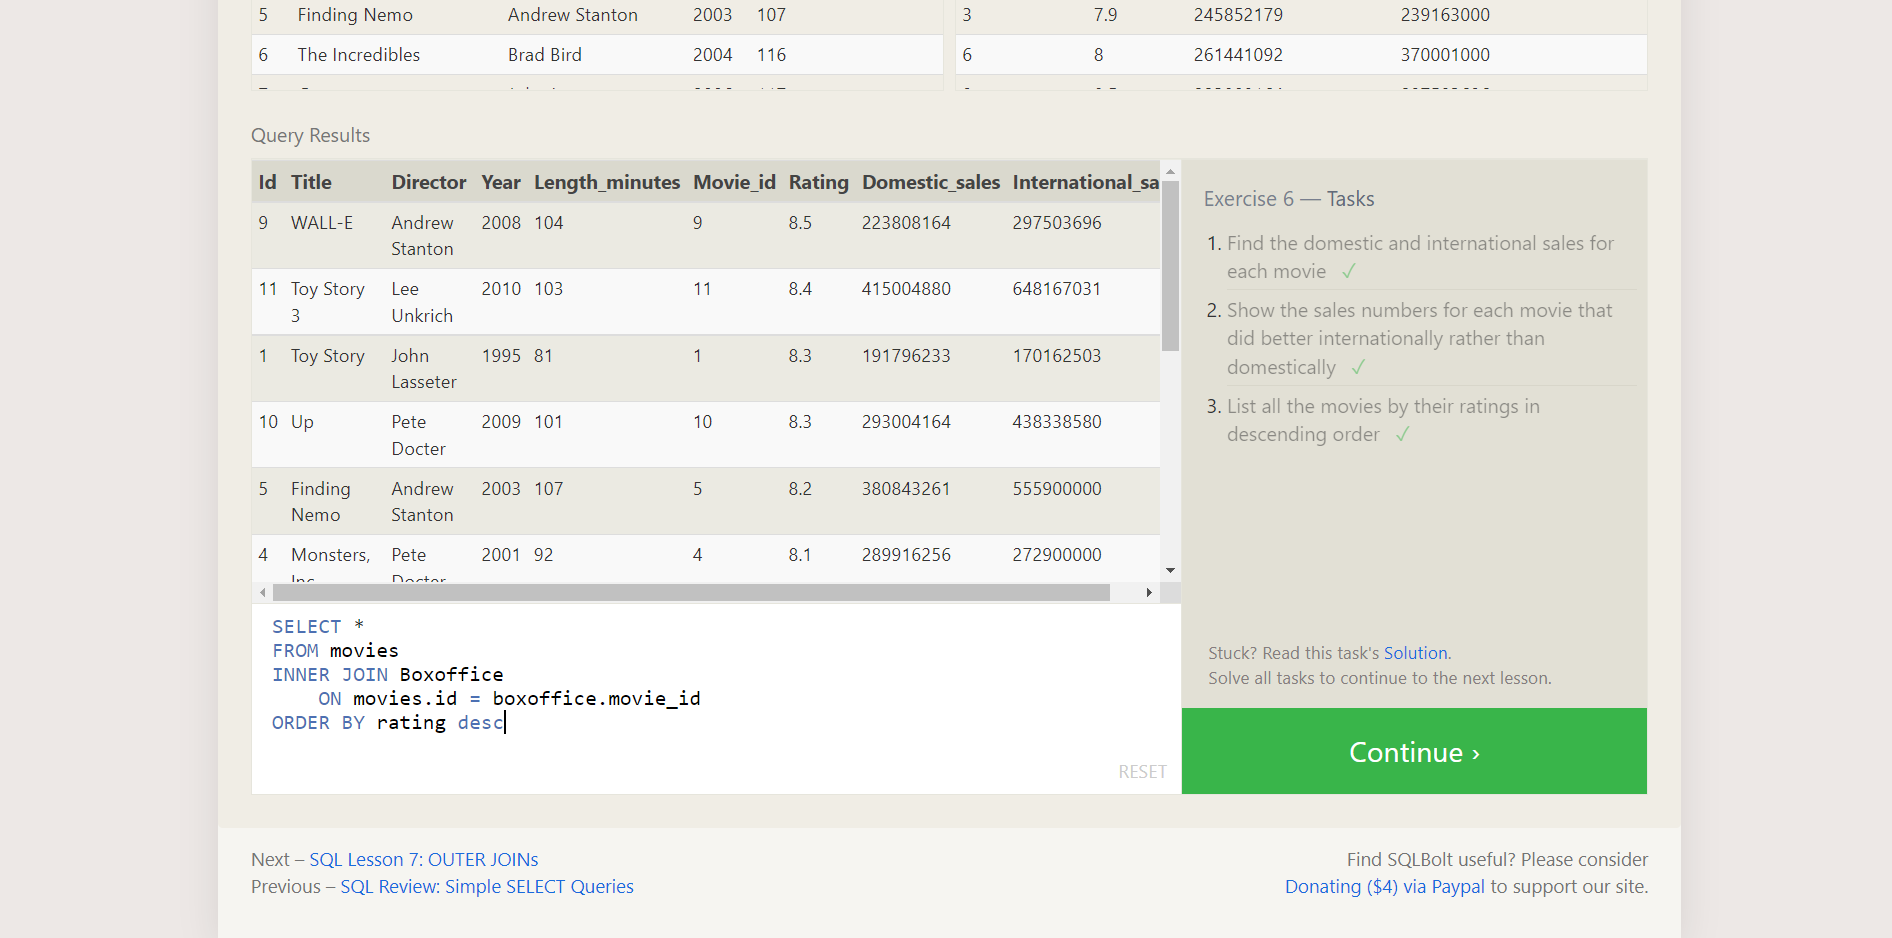 5 Finding Nemo Andrew Stanton 2003 107 3 7.9 245852179 239163000
6 The Incredibles Brad Bird 2004 116 6 8 261441092 370001000
Query Results
Id Title Director Year Length_minutes Movie_id Rating Domestic_sales International_sa
9 WALL-E Andrew Stanton 2008 104 9 8.5 223808164 297503696
11 Toy Story 3 Lee Unkrich 2010 103 11 8.4 415004880 648167031
1 Toy Story John Lasseter 1995 81 1 8.3 191796233 170162503
10 Up Pete Docter 2009 101 10 8.3 293004164 438338580
5 Finding Nemo Andrew Stanton 2003 107 5 8.2 380843261 555900000
4 Monsters, Inc Pete Docter 2001 92 4 8.1 289916256 272900000
SELECT *
FROM movies
INNER JOIN Boxoffice
    ON movies.id = boxoffice.movie_id
ORDER BY rating desc
RESET
Exercise 6 — Tasks
1. Find the domestic and international sales for
each movie ✓
2. Show the sales numbers for each movie that
did better internationally rather than
domestically ✓
3. List all the movies by their ratings in
descending order ✓
Stuck? Read this task's Solution.
Solve all tasks to continue to the next lesson.
Continue ›
Next – SQL Lesson 7: OUTER JOINs
Previous – SQL Review: Simple SELECT Queries
Find SQLBolt useful? Please consider
Donating ($4) via Paypal to support our site.